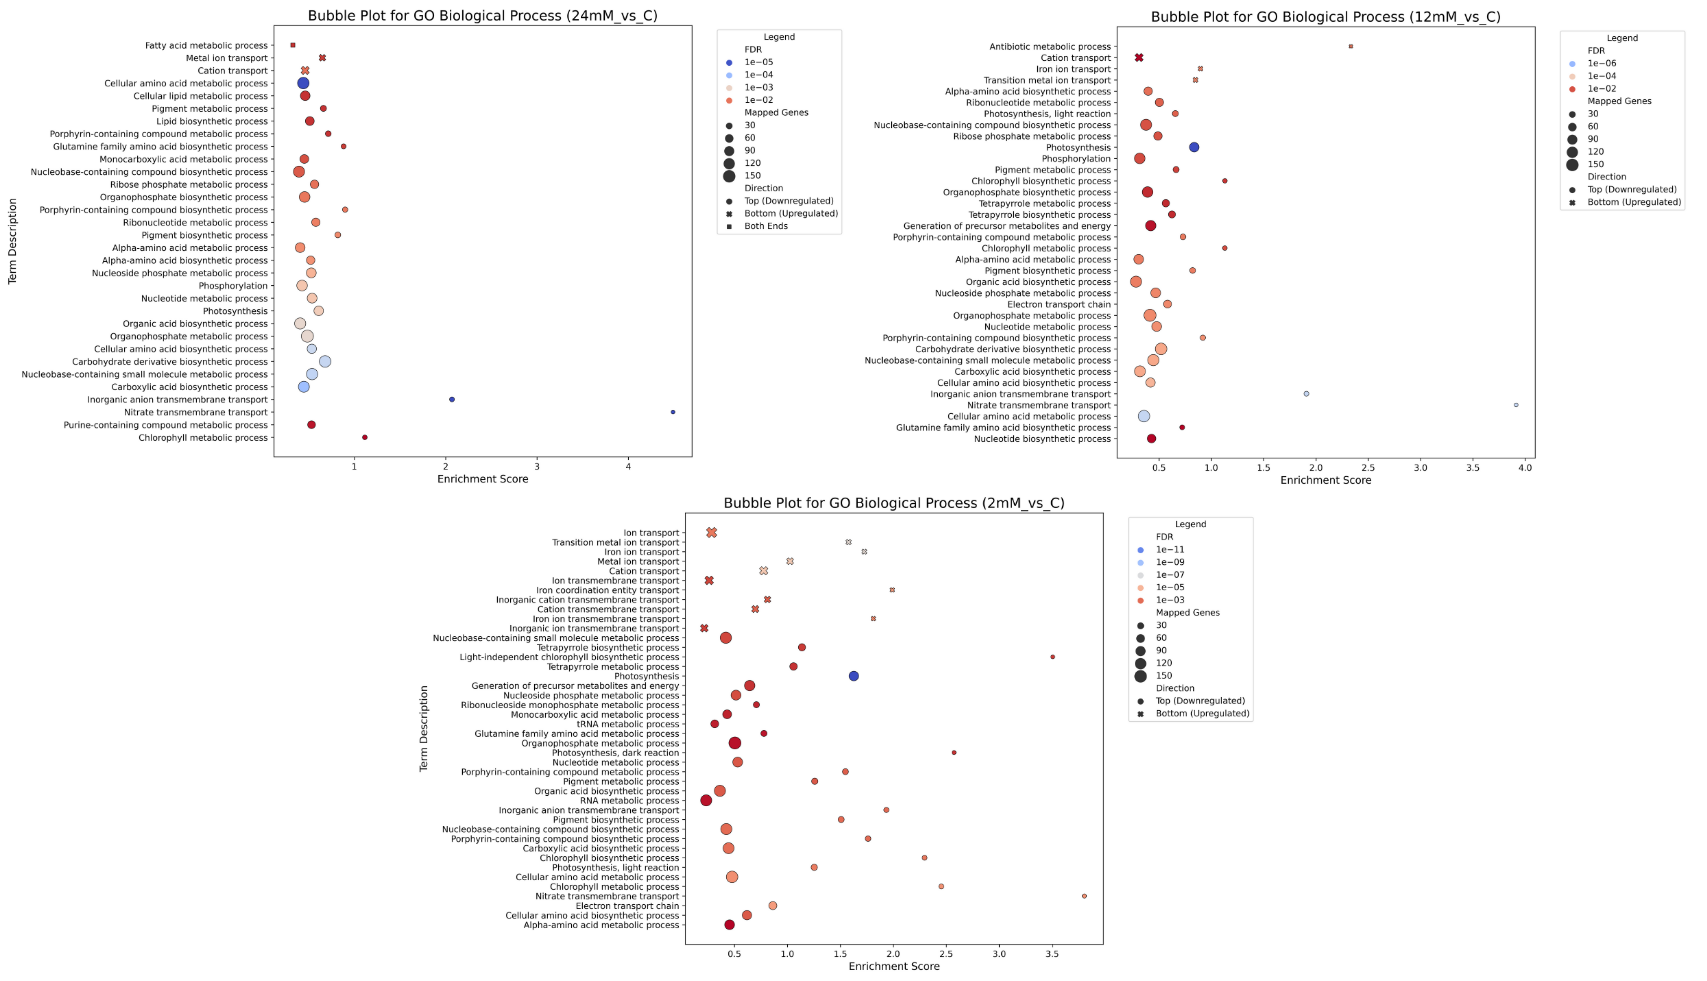 Bubble Plot for GO Biological Process (24mM_vs_C)
Term Description
Fatty acid metabolic process
Metal ion transport
Cation transport
Cellular amino acid metabolic process
Cellular lipid metabolic process
Pigment metabolic process
Lipid biosynthetic process
Porphyrin-containing compound metabolic process
Glutamine family amino acid biosynthetic process
Monocarboxylic acid metabolic process
Nucleobase-containing compound biosynthetic process
Ribose phosphate metabolic process
Organophosphate biosynthetic process
Porphyrin-containing compound biosynthetic process
Ribonucleotide metabolic process
Pigment biosynthetic process
Alpha-amino acid metabolic process
Alpha-amino acid biosynthetic process
Nucleoside phosphate metabolic process
Phosphorylation
Nucleotide metabolic process
Photosynthesis
Organic acid biosynthetic process
Organophosphate metabolic process
Cellular amino acid biosynthetic process
Carbohydrate derivative biosynthetic process
Nucleobase-containing small molecule metabolic process
Carboxylic acid biosynthetic process
Inorganic anion transmembrane transport
Nitrate transmembrane transport
Purine-containing compound metabolic process
Chlorophyll metabolic process
1 2 3 4
Enrichment Score
Legend
FDR
1e−05
1e−04
1e−03
1e−02
Mapped Genes
30
60
90
120
150
Direction
Top (Downregulated)
Bottom (Upregulated)
Both Ends
Bubble Plot for GO Biological Process (12mM_vs_C)
Antibiotic metabolic process
Cation transport
Iron ion transport
Transition metal ion transport
Alpha-amino acid biosynthetic process
Ribonucleotide metabolic process
Photosynthesis, light reaction
Nucleobase-containing compound biosynthetic process
Ribose phosphate metabolic process
Photosynthesis
Phosphorylation
Pigment metabolic process
Chlorophyll biosynthetic process
Organophosphate biosynthetic process
Tetrapyrrole metabolic process
Tetrapyrrole biosynthetic process
Generation of precursor metabolites and energy
Porphyrin-containing compound metabolic process
Chlorophyll metabolic process
Alpha-amino acid metabolic process
Pigment biosynthetic process
Organic acid biosynthetic process
Nucleoside phosphate metabolic process
Electron transport chain
Organophosphate metabolic process
Nucleotide metabolic process
Porphyrin-containing compound biosynthetic process
Carbohydrate derivative biosynthetic process
Nucleobase-containing small molecule metabolic process
Carboxylic acid biosynthetic process
Cellular amino acid biosynthetic process
Inorganic anion transmembrane transport
Nitrate transmembrane transport
Cellular amino acid metabolic process
Glutamine family amino acid biosynthetic process
Nucleotide biosynthetic process
0.5 1.0 1.5 2.0 2.5 3.0 3.5 4.0
Enrichment Score
Legend
FDR
1e−06
1e−04
1e−02
Mapped Genes
30
60
90
120
150
Direction
Top (Downregulated)
Bottom (Upregulated)
Bubble Plot for GO Biological Process (2mM_vs_C)
Term Description
Ion transport
Transition metal ion transport
Iron ion transport
Metal ion transport
Cation transport
Ion transmembrane transport
Iron coordination entity transport
Inorganic cation transmembrane transport
Cation transmembrane transport
Iron ion transmembrane transport
Inorganic ion transmembrane transport
Nucleobase-containing small molecule metabolic process
Tetrapyrrole biosynthetic process
Light-independent chlorophyll biosynthetic process
Tetrapyrrole metabolic process
Photosynthesis
Generation of precursor metabolites and energy
Nucleoside phosphate metabolic process
Ribonucleoside monophosphate metabolic process
Monocarboxylic acid metabolic process
tRNA metabolic process
Glutamine family amino acid metabolic process
Organophosphate metabolic process
Photosynthesis, dark reaction
Nucleotide metabolic process
Porphyrin-containing compound metabolic process
Pigment metabolic process
Organic acid biosynthetic process
RNA metabolic process
Inorganic anion transmembrane transport
Pigment biosynthetic process
Nucleobase-containing compound biosynthetic process
Porphyrin-containing compound biosynthetic process
Carboxylic acid biosynthetic process
Chlorophyll biosynthetic process
Photosynthesis, light reaction
Cellular amino acid metabolic process
Chlorophyll metabolic process
Nitrate transmembrane transport
Electron transport chain
Cellular amino acid biosynthetic process
Alpha-amino acid metabolic process
0.5 1.0 1.5 2.0 2.5 3.0 3.5
Enrichment Score
Legend
FDR
1e−11
1e−09
1e−07
1e−05
1e−03
Mapped Genes
30
60
90
120
150
Direction
Top (Downregulated)
Bottom (Upregulated)